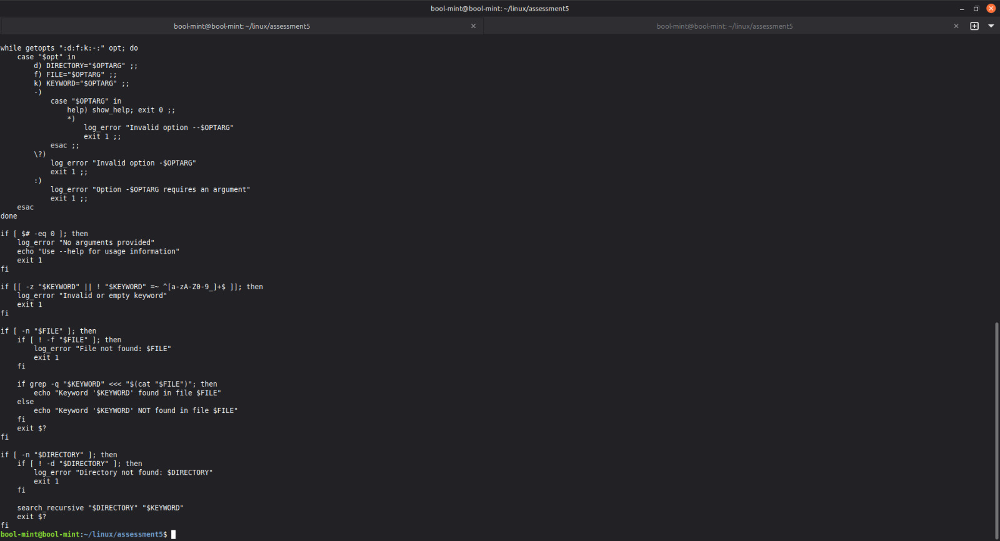 bool-mint@bool-mint: ~/linux/assessment5
bool-mint@bool-mint: ~/linux/assessment5
bool-mint@bool-mint: ~/linux/assessment5
while getopts ":d:f:k:-:" opt; do
    case "$opt" in
        d) DIRECTORY="$OPTARG" ;;
        f) FILE="$OPTARG" ;;
        k) KEYWORD="$OPTARG" ;;
        -)
            case "$OPTARG" in
                help) show_help; exit 0 ;;
                *)
                    log_error "Invalid option --$OPTARG"
                    exit 1 ;;
            esac ;;
        \?)
            log_error "Invalid option -$OPTARG"
            exit 1 ;;
        :)
            log_error "Option -$OPTARG requires an argument"
            exit 1 ;;
    esac
done

if [ $# -eq 0 ]; then
    log_error "No arguments provided"
    echo "Use --help for usage information"
    exit 1
fi

if [[ -z "$KEYWORD" || ! "$KEYWORD" =~ ^[a-zA-Z0-9_]+$ ]]; then
    log_error "Invalid or empty keyword"
    exit 1
fi

if [ -n "$FILE" ]; then
    if [ ! -f "$FILE" ]; then
        log_error "File not found: $FILE"
        exit 1
    fi

    if grep -q "$KEYWORD" <<< "$(cat "$FILE")"; then
        echo "Keyword '$KEYWORD' found in file $FILE"
    else
        echo "Keyword '$KEYWORD' NOT found in file $FILE"
    fi
    exit $?
fi

if [ -n "$DIRECTORY" ]; then
    if [ ! -d "$DIRECTORY" ]; then
        log_error "Directory not found: $DIRECTORY"
        exit 1
    fi

    search_recursive "$DIRECTORY" "$KEYWORD"
    exit $?
fi
bool-mint@bool-mint:~/linux/assessment5$